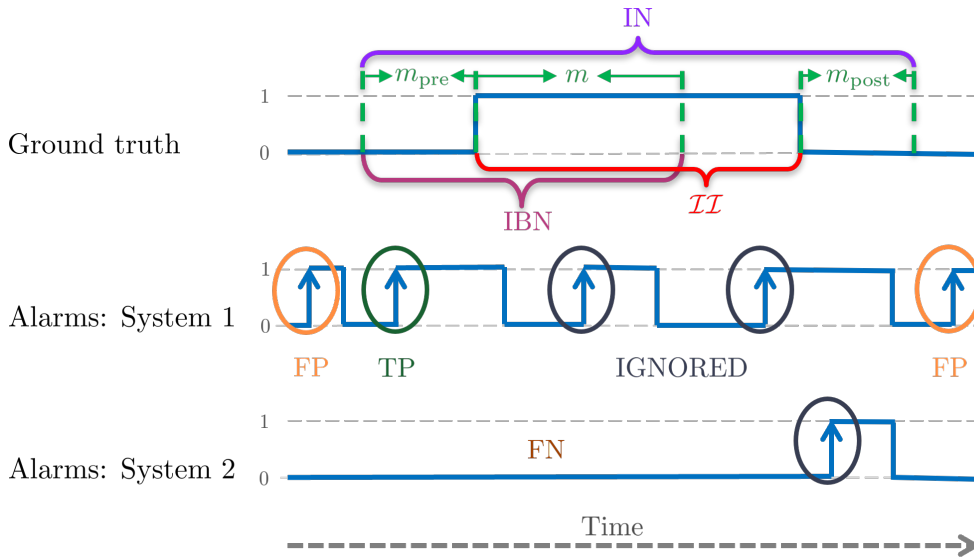 IN
m_pre m m_post
1
Ground truth
0
IBN
II
1
Alarms: System 1
0
FP TP IGNORED FP
1
FN
Alarms: System 2
0
Time